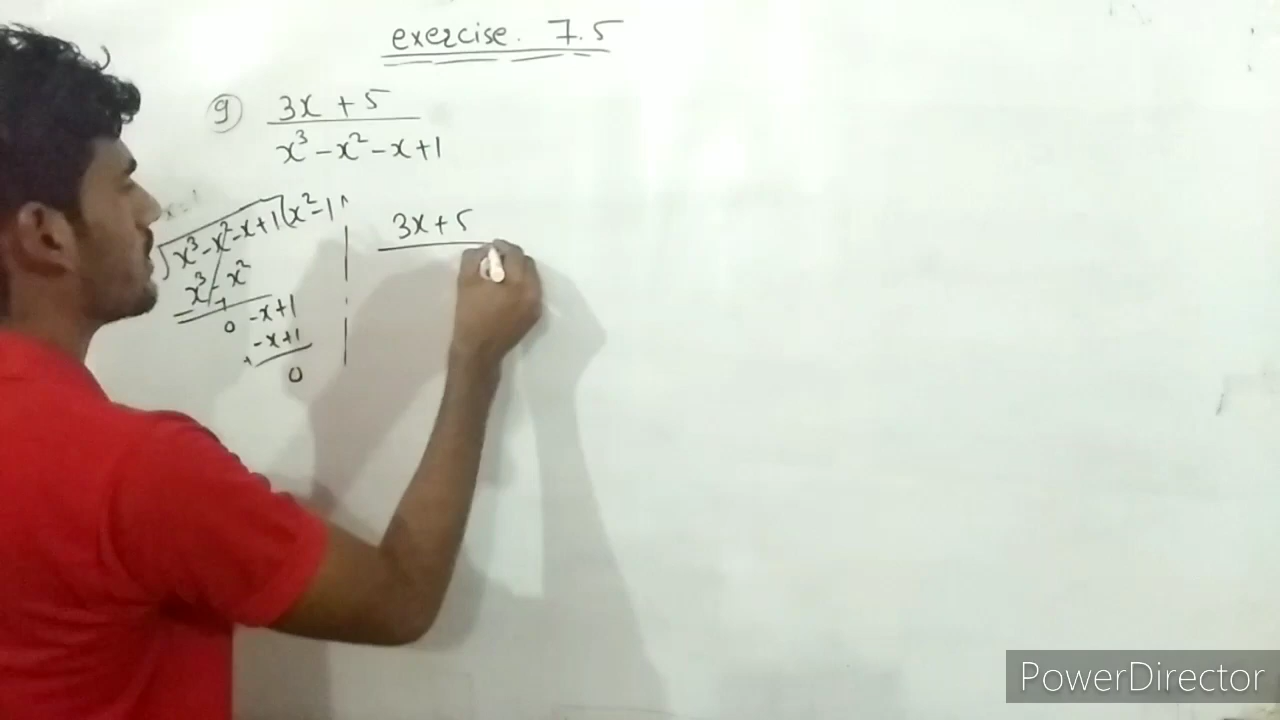 exercise. 7.5
9) 3x + 5
x³ - x² - x + 1
x³ - x² - x + 1 (x² - 1
x³ - x²
- +
0 - x + 1
- x + 1
+
0
3x + 5
PowerDirector